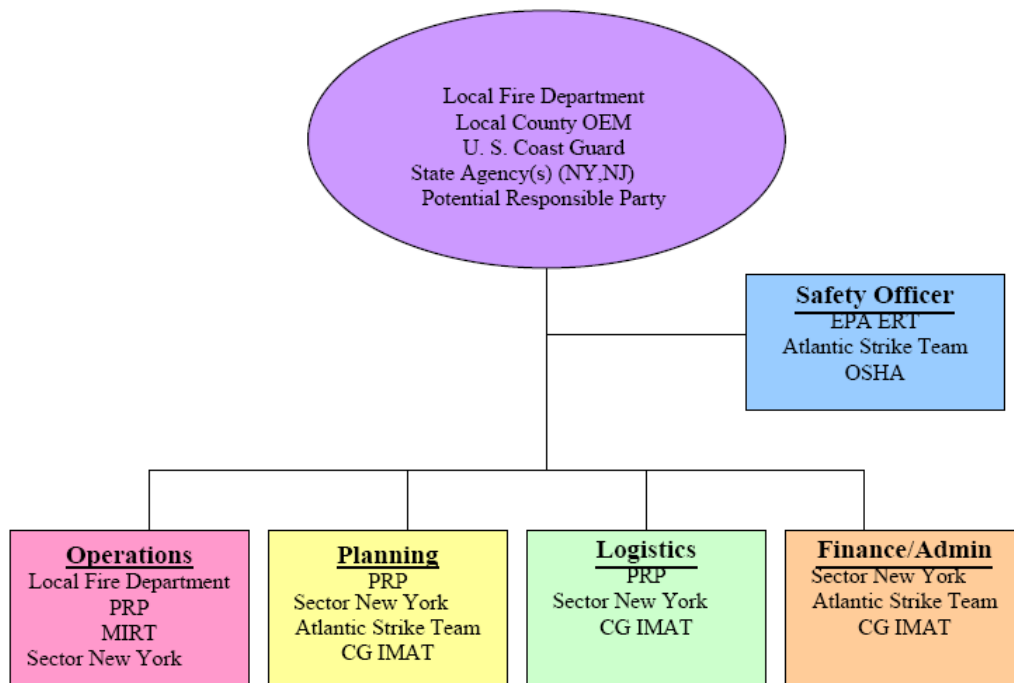 Local Fire Department
Local County OEM
U. S. Coast Guard
State Agency(s) (NY,NJ)
Potential Responsible Party
Safety Officer
EPA ERT
Atlantic Strike Team
OSHA
Operations
Local Fire Department
PRP
MIRT
Sector New York
Planning
PRP
Sector New York
Atlantic Strike Team
CG IMAT
Logistics
PRP
Sector New York
CG IMAT
Finance/Admin
Sector New York
Atlantic Strike Team
CG IMAT